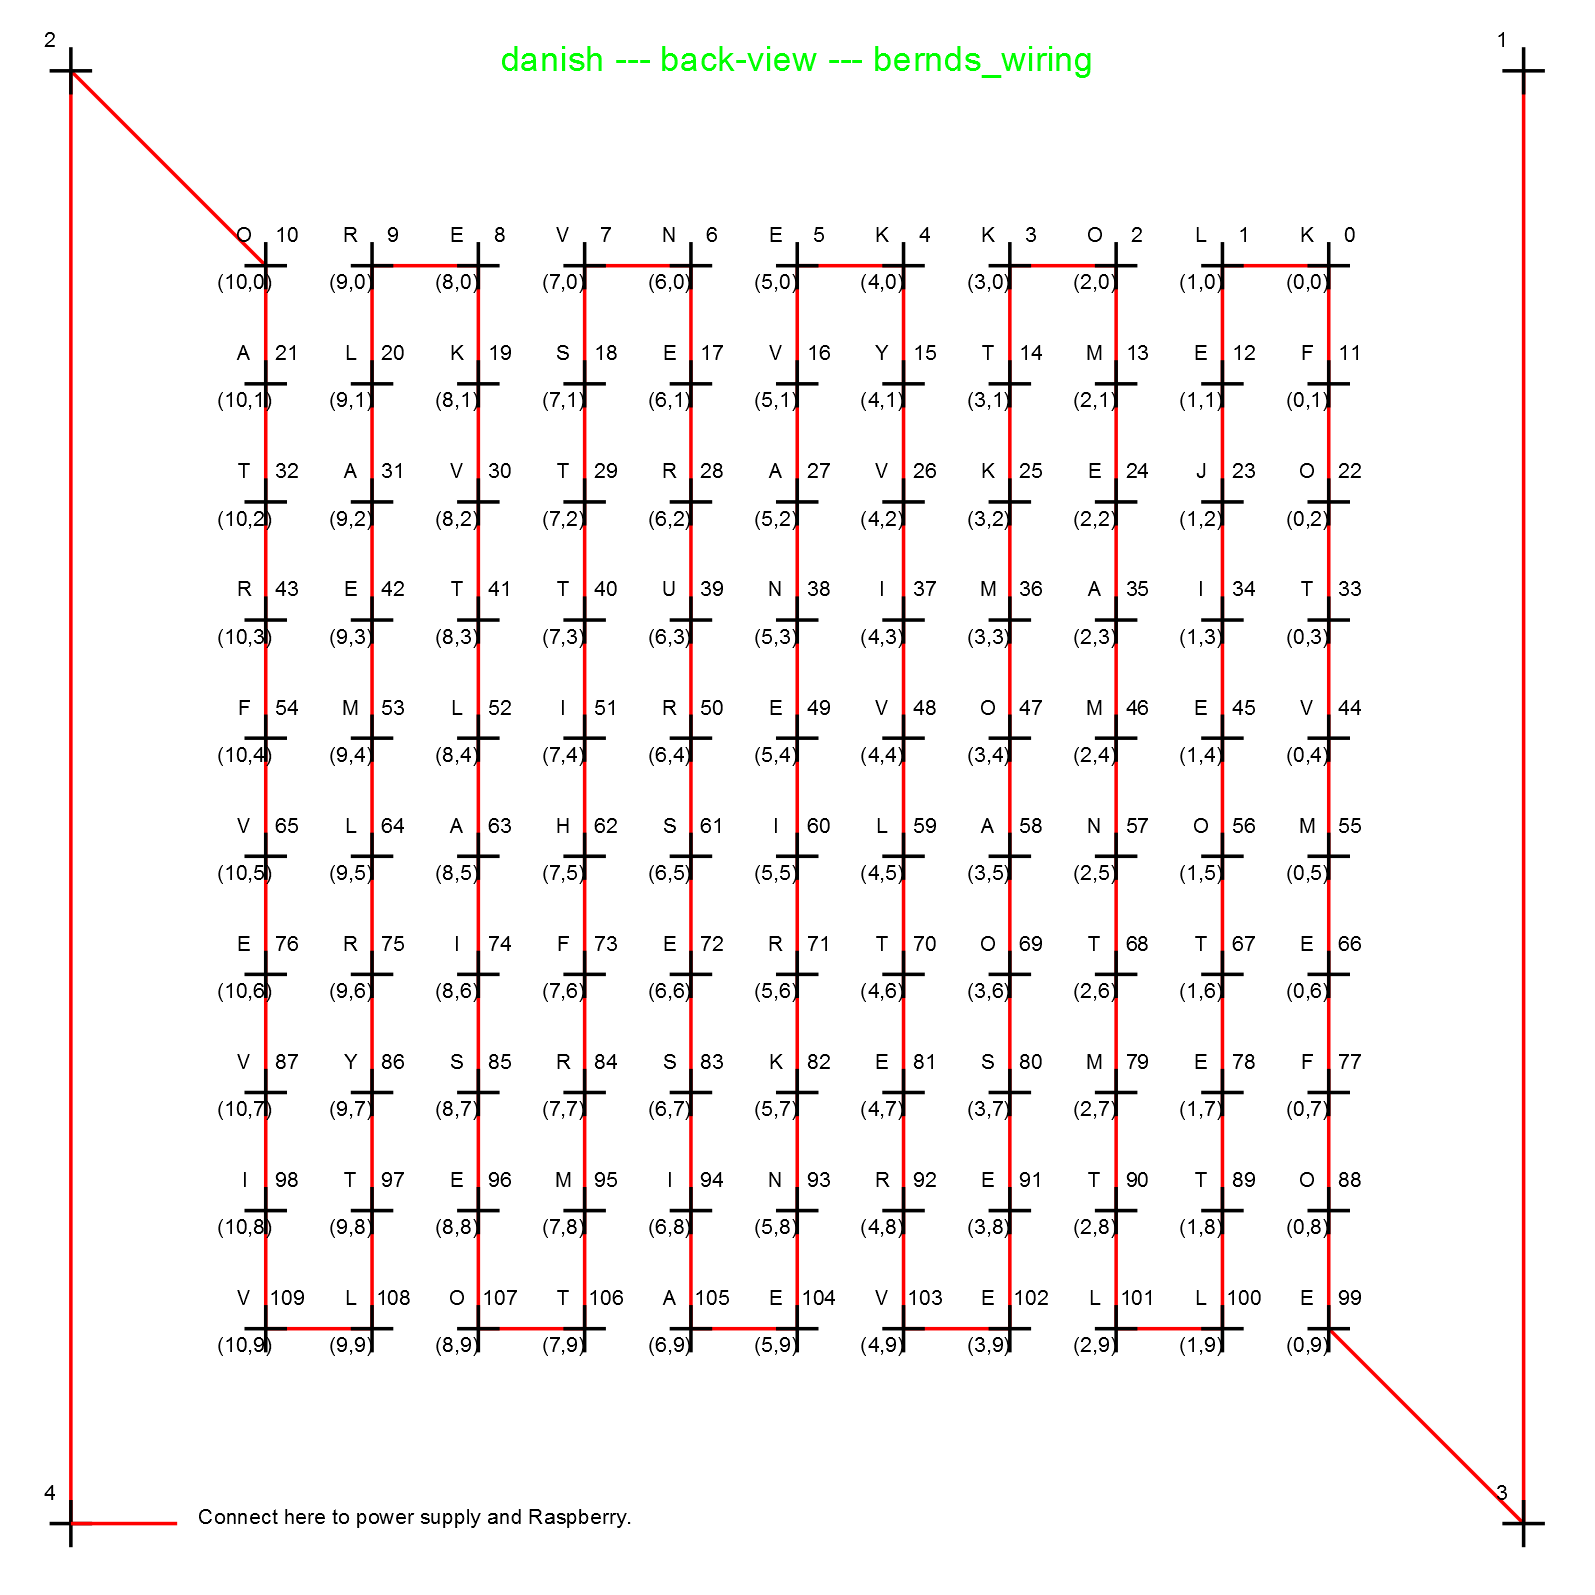 2 1
danish --- back-view --- bernds_wiring
O 10 R 9 E 8 V 7 N 6 E 5 K 4 K 3 O 2 L 1 K 0
(10,0) (9,0) (8,0) (7,0) (6,0) (5,0) (4,0) (3,0) (2,0) (1,0) (0,0)
A 21 L 20 K 19 S 18 E 17 V 16 Y 15 T 14 M 13 E 12 F 11
(10,1) (9,1) (8,1) (7,1) (6,1) (5,1) (4,1) (3,1) (2,1) (1,1) (0,1)
T 32 A 31 V 30 T 29 R 28 A 27 V 26 K 25 E 24 J 23 O 22
(10,2) (9,2) (8,2) (7,2) (6,2) (5,2) (4,2) (3,2) (2,2) (1,2) (0,2)
R 43 E 42 T 41 T 40 U 39 N 38 I 37 M 36 A 35 I 34 T 33
(10,3) (9,3) (8,3) (7,3) (6,3) (5,3) (4,3) (3,3) (2,3) (1,3) (0,3)
F 54 M 53 L 52 I 51 R 50 E 49 V 48 O 47 M 46 E 45 V 44
(10,4) (9,4) (8,4) (7,4) (6,4) (5,4) (4,4) (3,4) (2,4) (1,4) (0,4)
V 65 L 64 A 63 H 62 S 61 I 60 L 59 A 58 N 57 O 56 M 55
(10,5) (9,5) (8,5) (7,5) (6,5) (5,5) (4,5) (3,5) (2,5) (1,5) (0,5)
E 76 R 75 I 74 F 73 E 72 R 71 T 70 O 69 T 68 T 67 E 66
(10,6) (9,6) (8,6) (7,6) (6,6) (5,6) (4,6) (3,6) (2,6) (1,6) (0,6)
V 87 Y 86 S 85 R 84 S 83 K 82 E 81 S 80 M 79 E 78 F 77
(10,7) (9,7) (8,7) (7,7) (6,7) (5,7) (4,7) (3,7) (2,7) (1,7) (0,7)
I 98 T 97 E 96 M 95 I 94 N 93 R 92 E 91 T 90 T 89 O 88
(10,8) (9,8) (8,8) (7,8) (6,8) (5,8) (4,8) (3,8) (2,8) (1,8) (0,8)
V 109 L 108 O 107 T 106 A 105 E 104 V 103 E 102 L 101 L 100 E 99
(10,9) (9,9) (8,9) (7,9) (6,9) (5,9) (4,9) (3,9) (2,9) (1,9) (0,9)
4 3
Connect here to power supply and Raspberry.